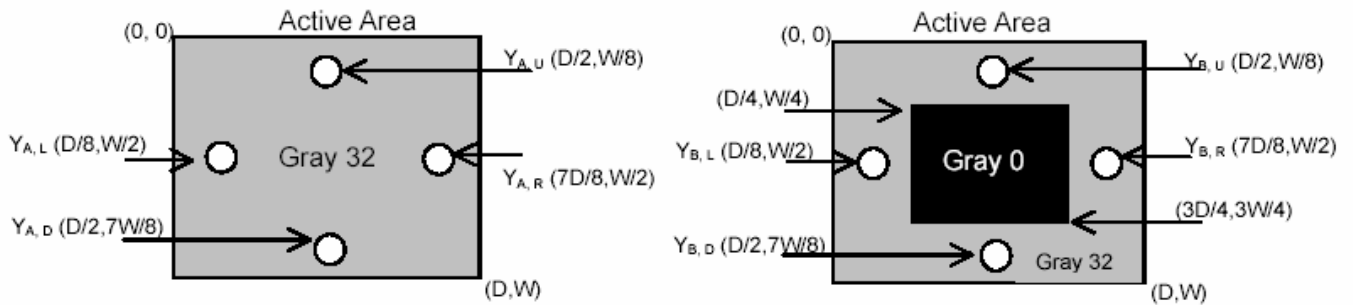 Active Area
(0, 0)
YA, U (D/2,W/8)
YA, L (D/8,W/2)
Gray 32
YA, R (7D/8,W/2)
YA, D (D/2,7W/8)
(D,W)
Active Area
(0, 0)
YB, U (D/2,W/8)
(D/4,W/4)
YB, L (D/8,W/2)
Gray 0
YB, R (7D/8,W/2)
(3D/4,3W/4)
YB, D (D/2,7W/8)
Gray 32
(D,W)